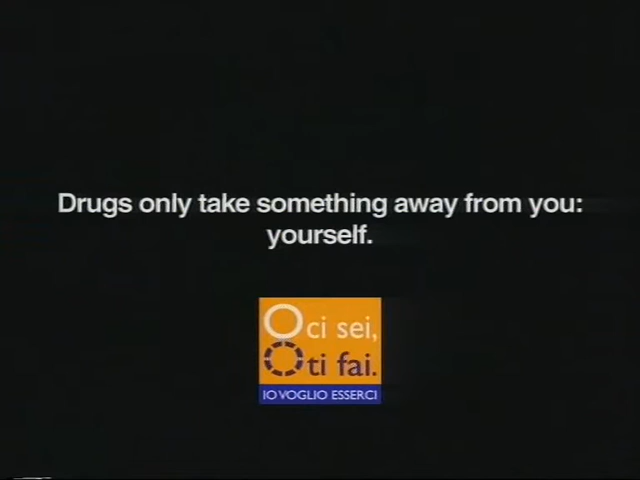 Drugs only take something away from you:
yourself.
O ci sei,
O ti fai.
IO VOGLIO ESSERCI